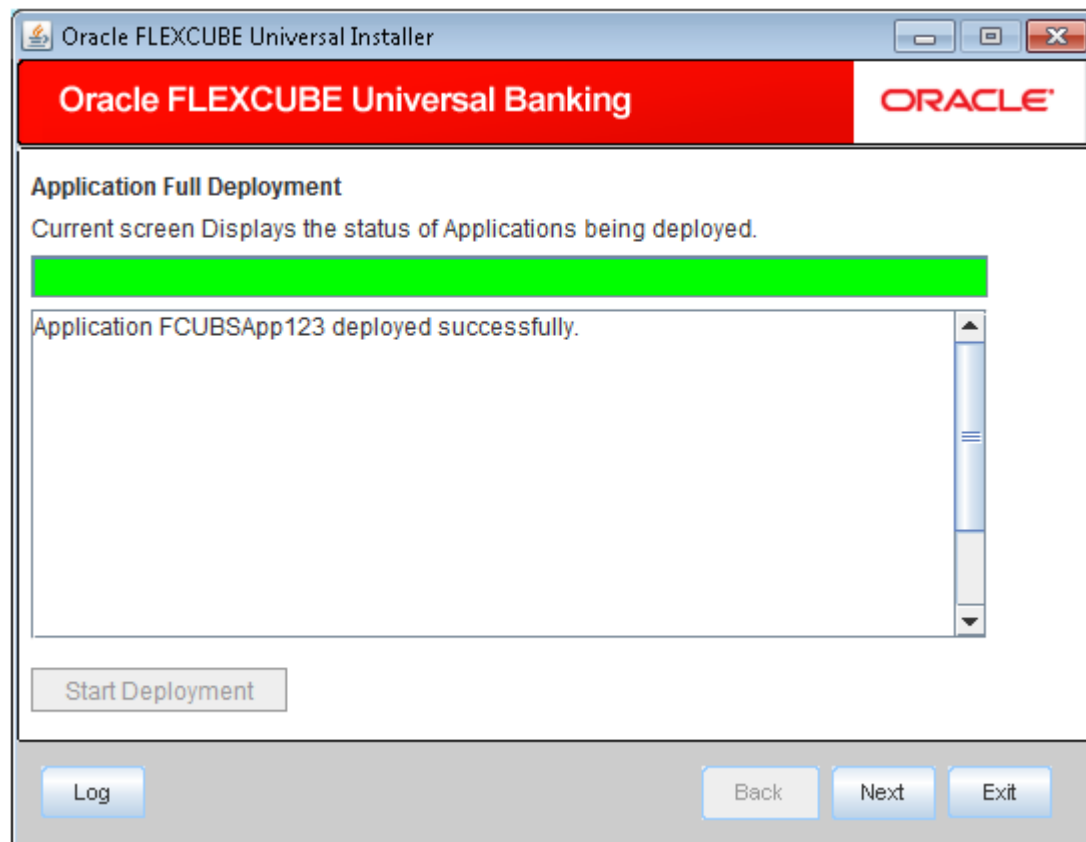 Oracle FLEXCUBE Universal Installer
Oracle FLEXCUBE Universal Banking
ORACLE
Application Full Deployment
Current screen Displays the status of Applications being deployed.
Application FCUBSApp123 deployed successfully.
Start Deployment
Log
Back
Next
Exit